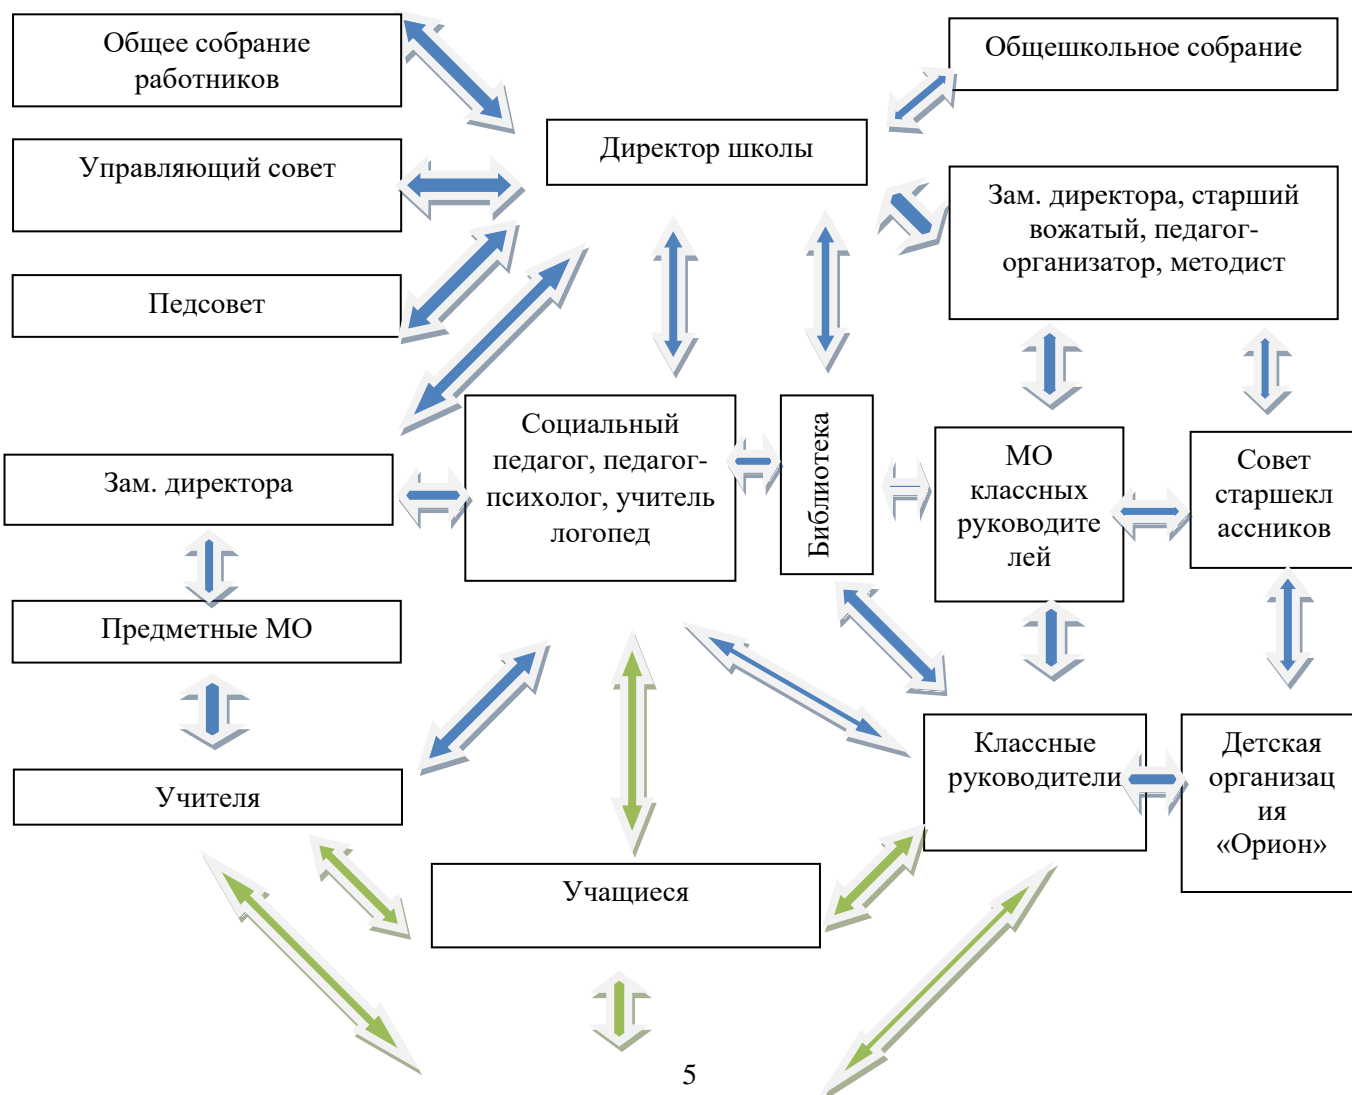 Общее собрание
работников
Общешкольное собрание
Директор школы
Управляющий совет
Зам. директора, старший
вожатый, педагог-
организатор, методист
Педсовет
Социальный
педагог, педагог-
психолог, учитель
логопед
Библиотека
МО
классных
руководите
лей
Совет
старшекл
ассников
Зам. директора
Предметные МО
Классные
руководители
Детская
организац
ия
«Орион»
Учителя
Учащиеся
5